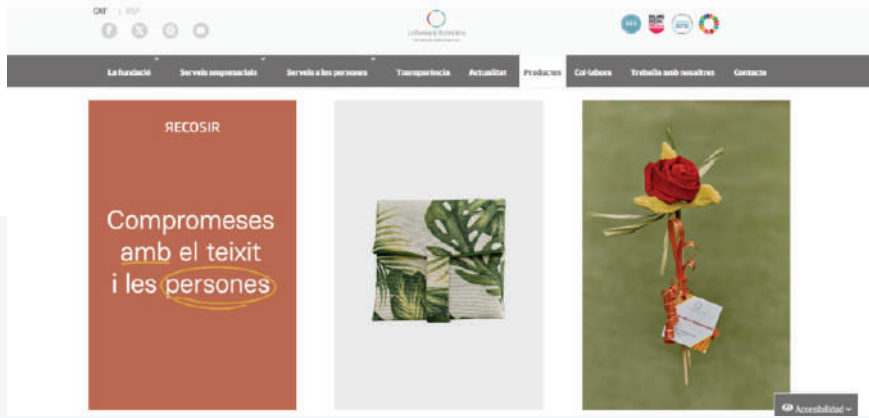 CAT | ESP
La fundació
Serveis empresarials
Serveis a les persones
Transparència
Actualitat
Productes
Col·labora
Treballa amb nosaltres
Contacte
RECOSIR
Compromeses
amb el teixit
i les persones
Accessibilidad